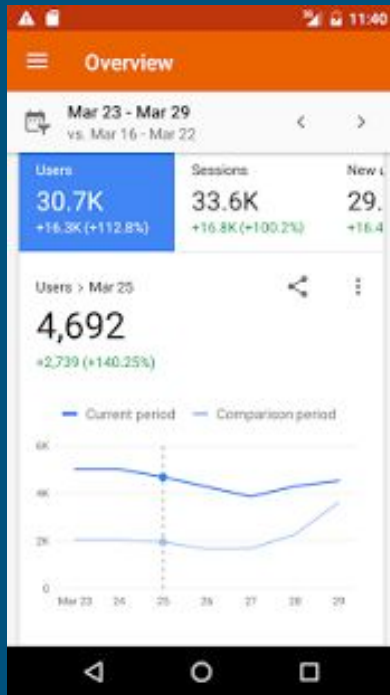 11:40
Overview
Mar 23 - Mar 29
vs. Mar 16 - Mar 22
Users
30.7K
+16.3K (+112.8%)
Sessions
33.6K
+16.8K (+100.2%)
New
29.
+16.4
Users > Mar 25
4,692
+2,739 (+140.25%)
Current period
Comparison period
6K
4K
2K
0
Mar 23 24 25 26 27 28 29